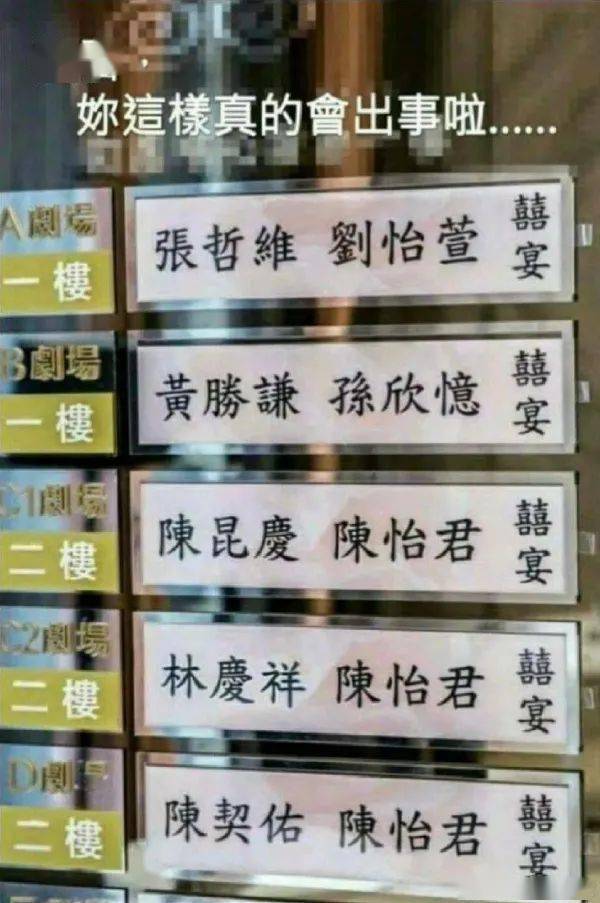 妳這樣真的會出事啦......
A劇場
一樓
張哲維 劉怡萱 囍宴
B劇場
一樓
黃勝謙 孫欣憶 囍宴
C1劇場
二樓
陳昆慶 陳怡君 囍宴
C2劇場
二樓
林慶祥 陳怡君 囍宴
D劇
二樓
陳契佑 陳怡君 囍宴